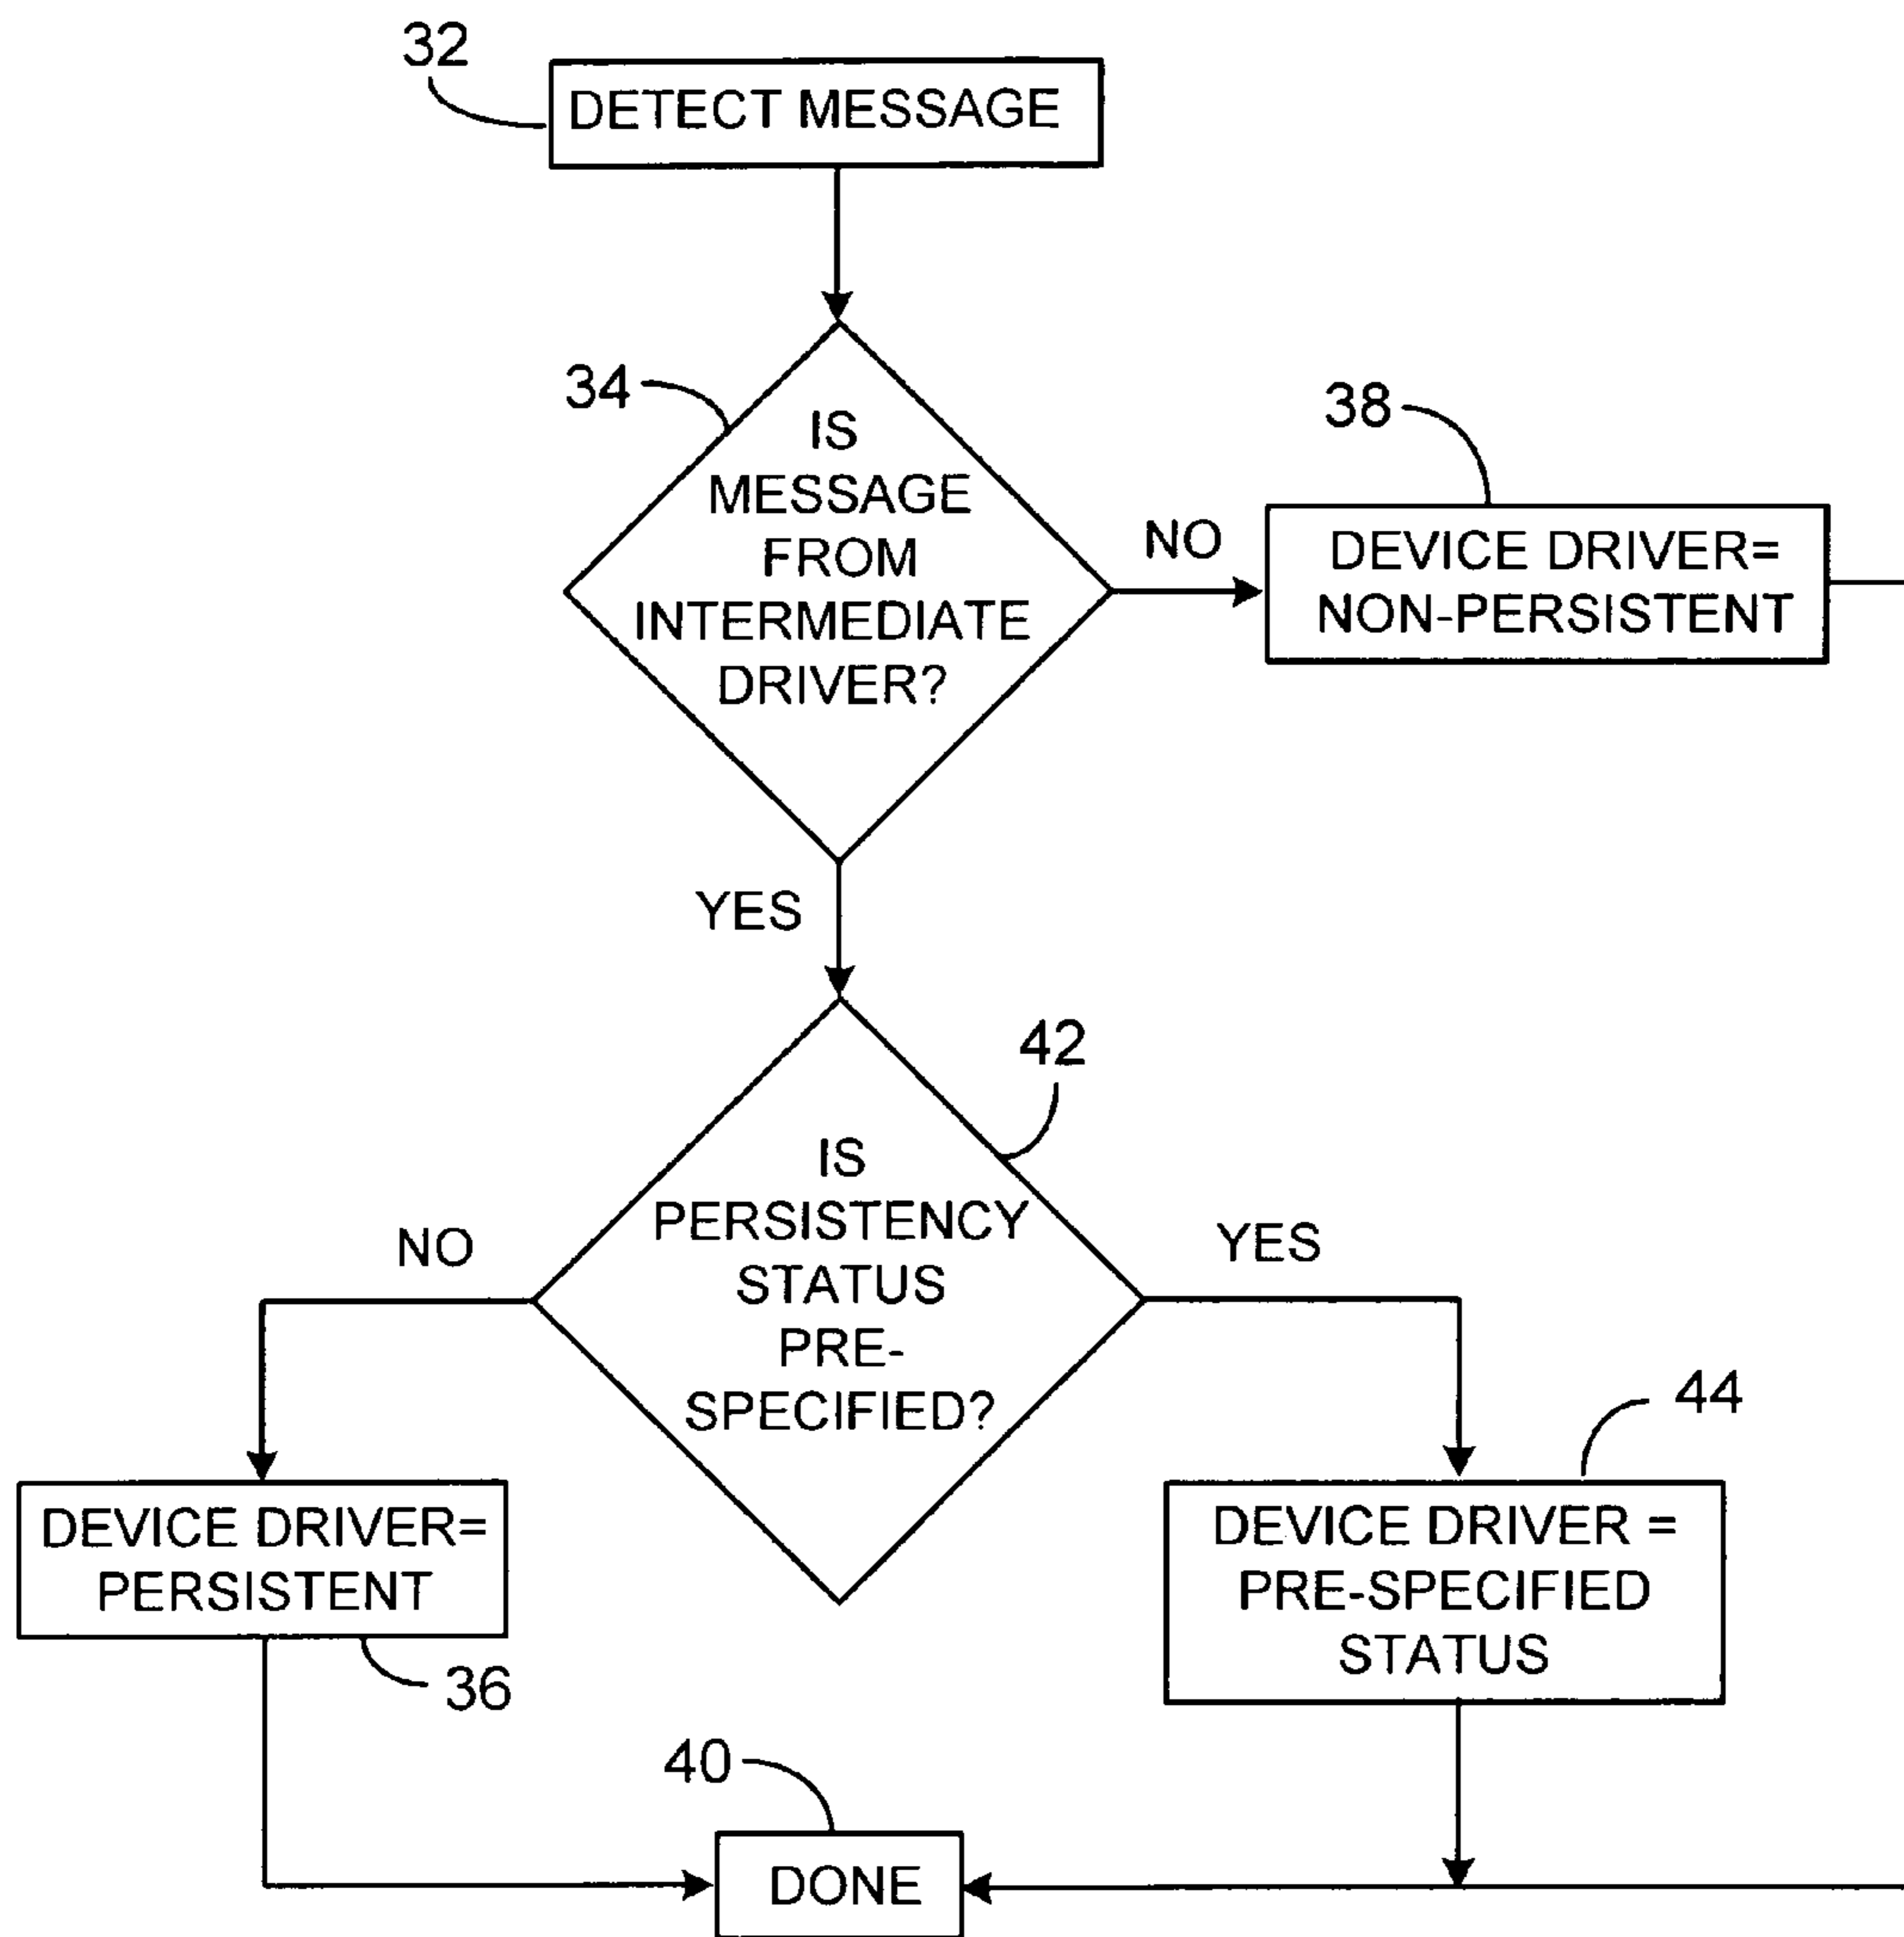 32
DETECT MESSAGE
34
IS
MESSAGE
FROM
INTERMEDIATE
DRIVER?
NO
38
DEVICE DRIVER=
NON-PERSISTENT
YES
42
IS
PERSISTENCY
STATUS
PRE-
SPECIFIED?
NO
YES
44
DEVICE DRIVER=
PERSISTENT
36
DEVICE DRIVER =
PRE-SPECIFIED
STATUS
40
DONE